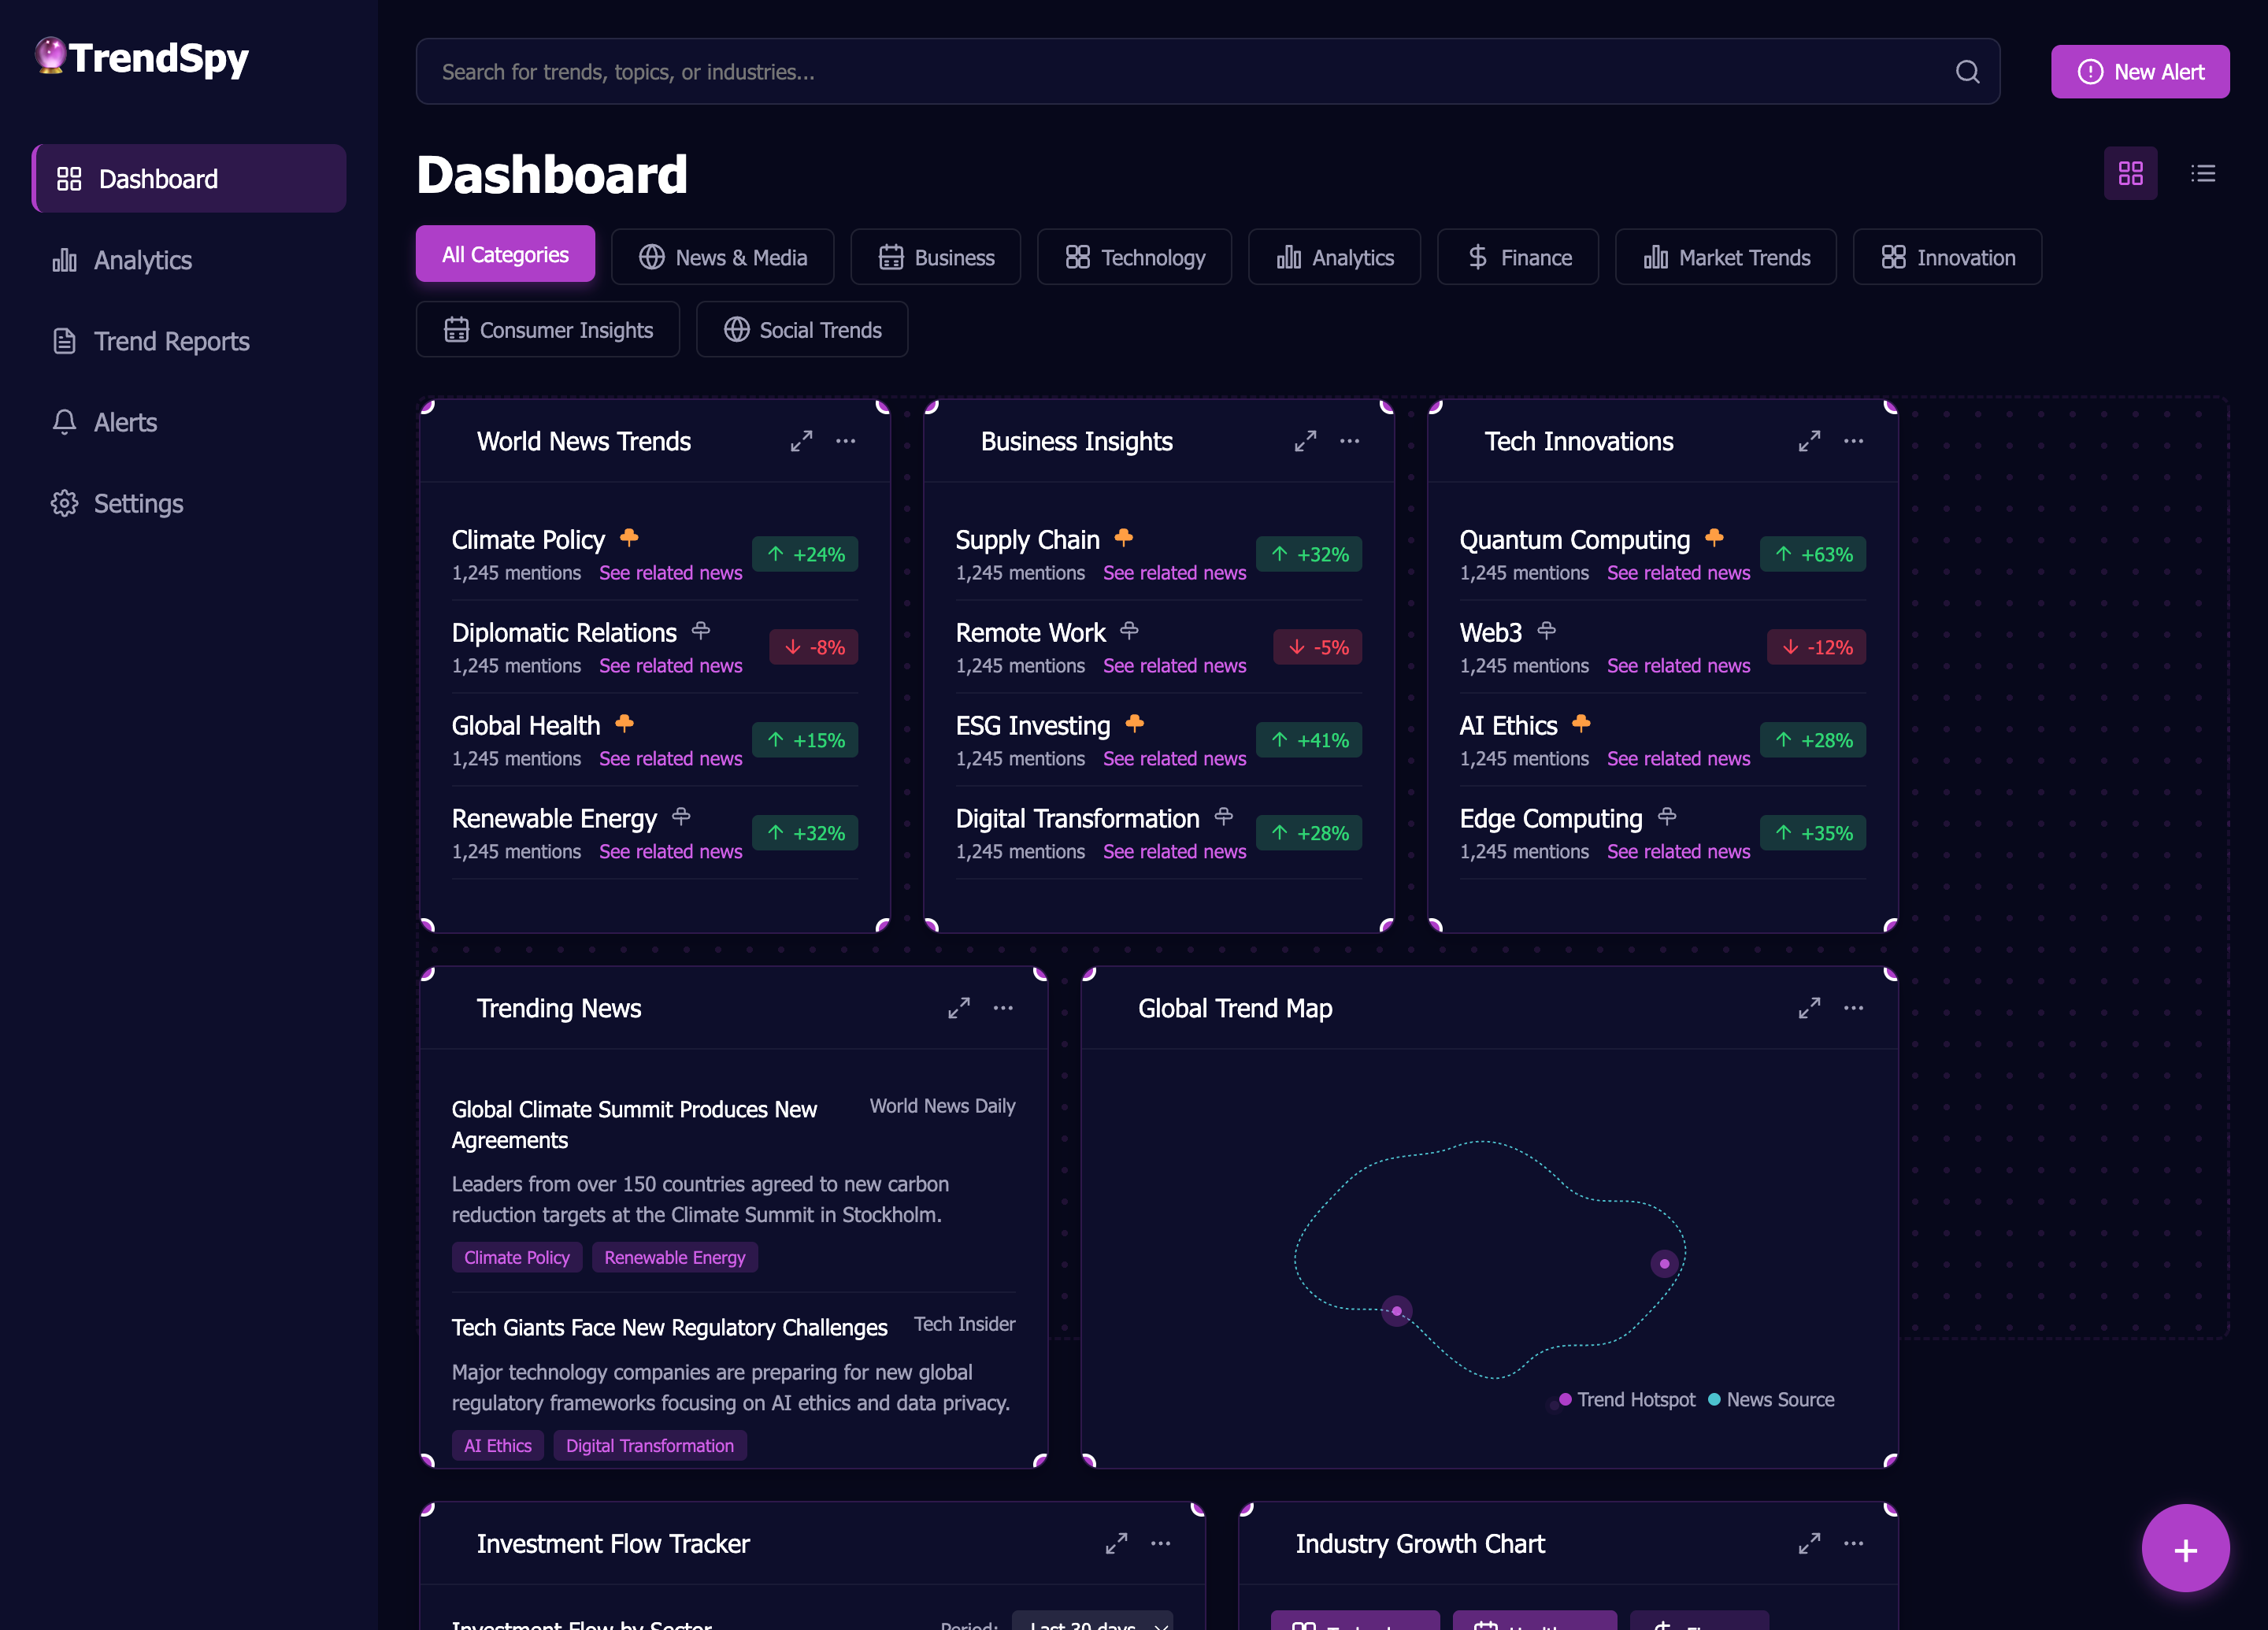 TrendSpy
Search for trends, topics, or industries...
New Alert
Dashboard
Analytics
Trend Reports
Alerts
Settings
Dashboard
All Categories
News & Media
Business
Technology
Analytics
Finance
Market Trends
Innovation
Consumer Insights
Social Trends
World News Trends
Climate Policy
1,245 mentions See related news
+24%
Diplomatic Relations
1,245 mentions See related news
-8%
Global Health
1,245 mentions See related news
+15%
Renewable Energy
1,245 mentions See related news
+32%
Business Insights
Supply Chain
1,245 mentions See related news
+32%
Remote Work
1,245 mentions See related news
-5%
ESG Investing
1,245 mentions See related news
+41%
Digital Transformation
1,245 mentions See related news
+28%
Tech Innovations
Quantum Computing
1,245 mentions See related news
+63%
Web3
1,245 mentions See related news
-12%
AI Ethics
1,245 mentions See related news
+28%
Edge Computing
1,245 mentions See related news
+35%
Trending News
Global Climate Summit Produces New
Agreements
World News Daily
Leaders from over 150 countries agreed to new carbon
reduction targets at the Climate Summit in Stockholm.
Climate Policy
Renewable Energy
Tech Giants Face New Regulatory Challenges
Tech Insider
Major technology companies are preparing for new global
regulatory frameworks focusing on AI ethics and data privacy.
AI Ethics
Digital Transformation
Global Trend Map
Trend Hotspot
News Source
Investment Flow Tracker
Investment Flow by Sector
Period:
Last 30 days
Industry Growth Chart
+